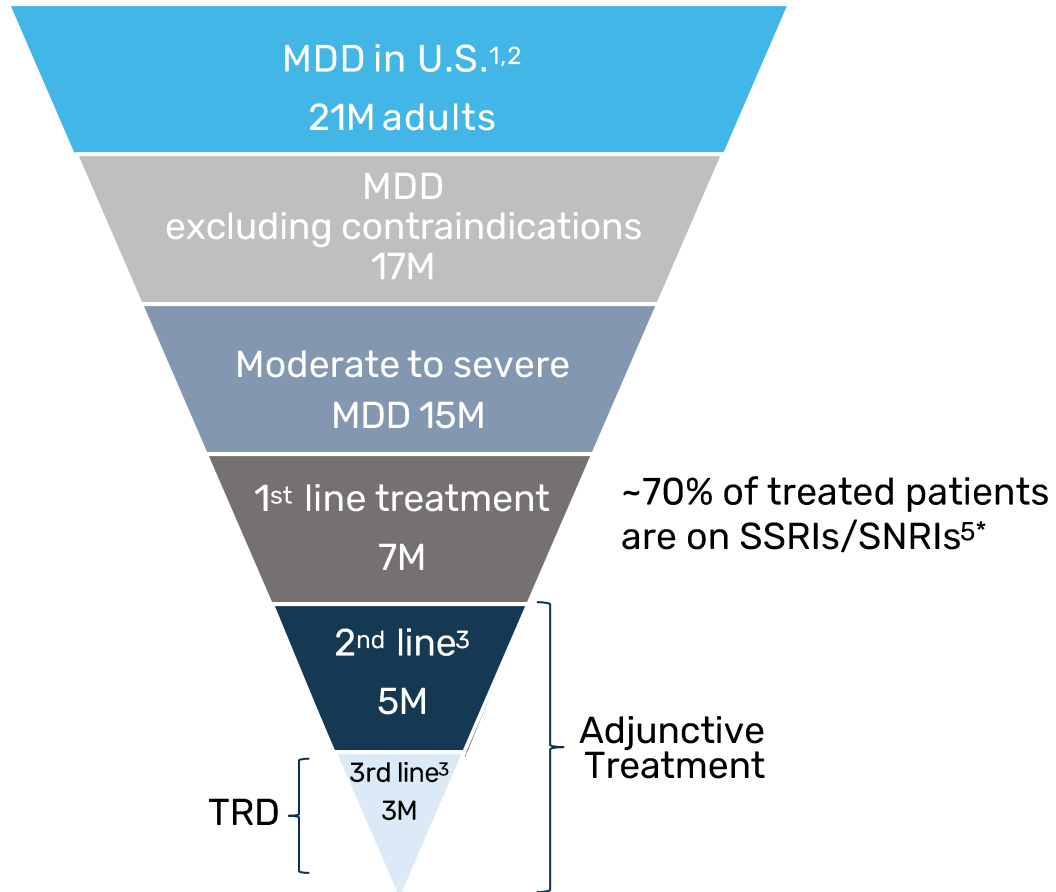 MDD in U.S.1,2
21M adults
MDD
excluding contraindications
17M
Moderate to severe
MDD 15M
1st line treatment
7M
~70% of treated patients
are on SSRIs/SNRIs5*
2nd line3
5M
Adjunctive
Treatment
3rd line3
3M
TRD